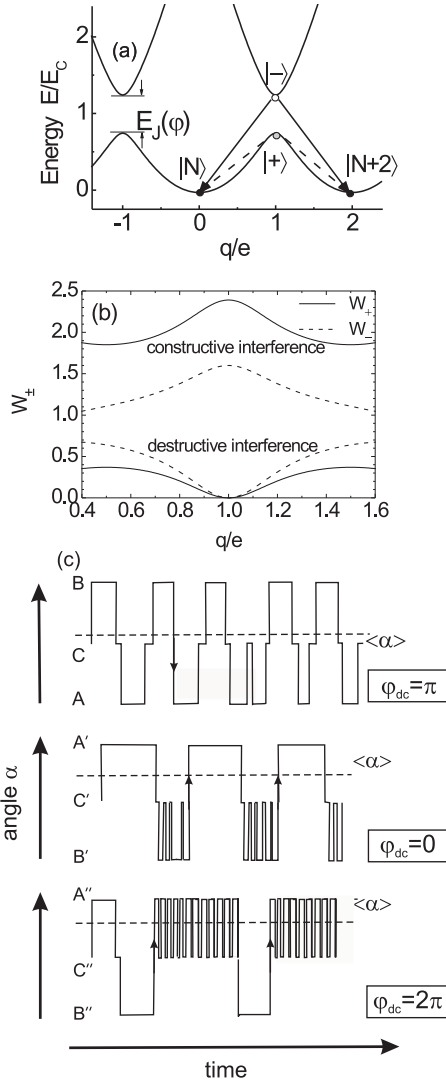 (a)
Energy E/E_C
2
1
0
E_J(φ)
|−⟩
|N⟩
|+⟩
|N+2⟩
-1 0 1 2
q/e
(b)
W_±
2.5
2.0
1.5
1.0
0.5
0.0
W_+
W_−
constructive interference
destructive interference
0.4 0.6 0.8 1.0 1.2 1.4 1.6
q/e
(c)
angle α
B
C
A
<α>
φ_dc=π
A'
C'
B'
<α>
φ_dc=0
A''
C''
B''
<α>
φ_dc=2π
time